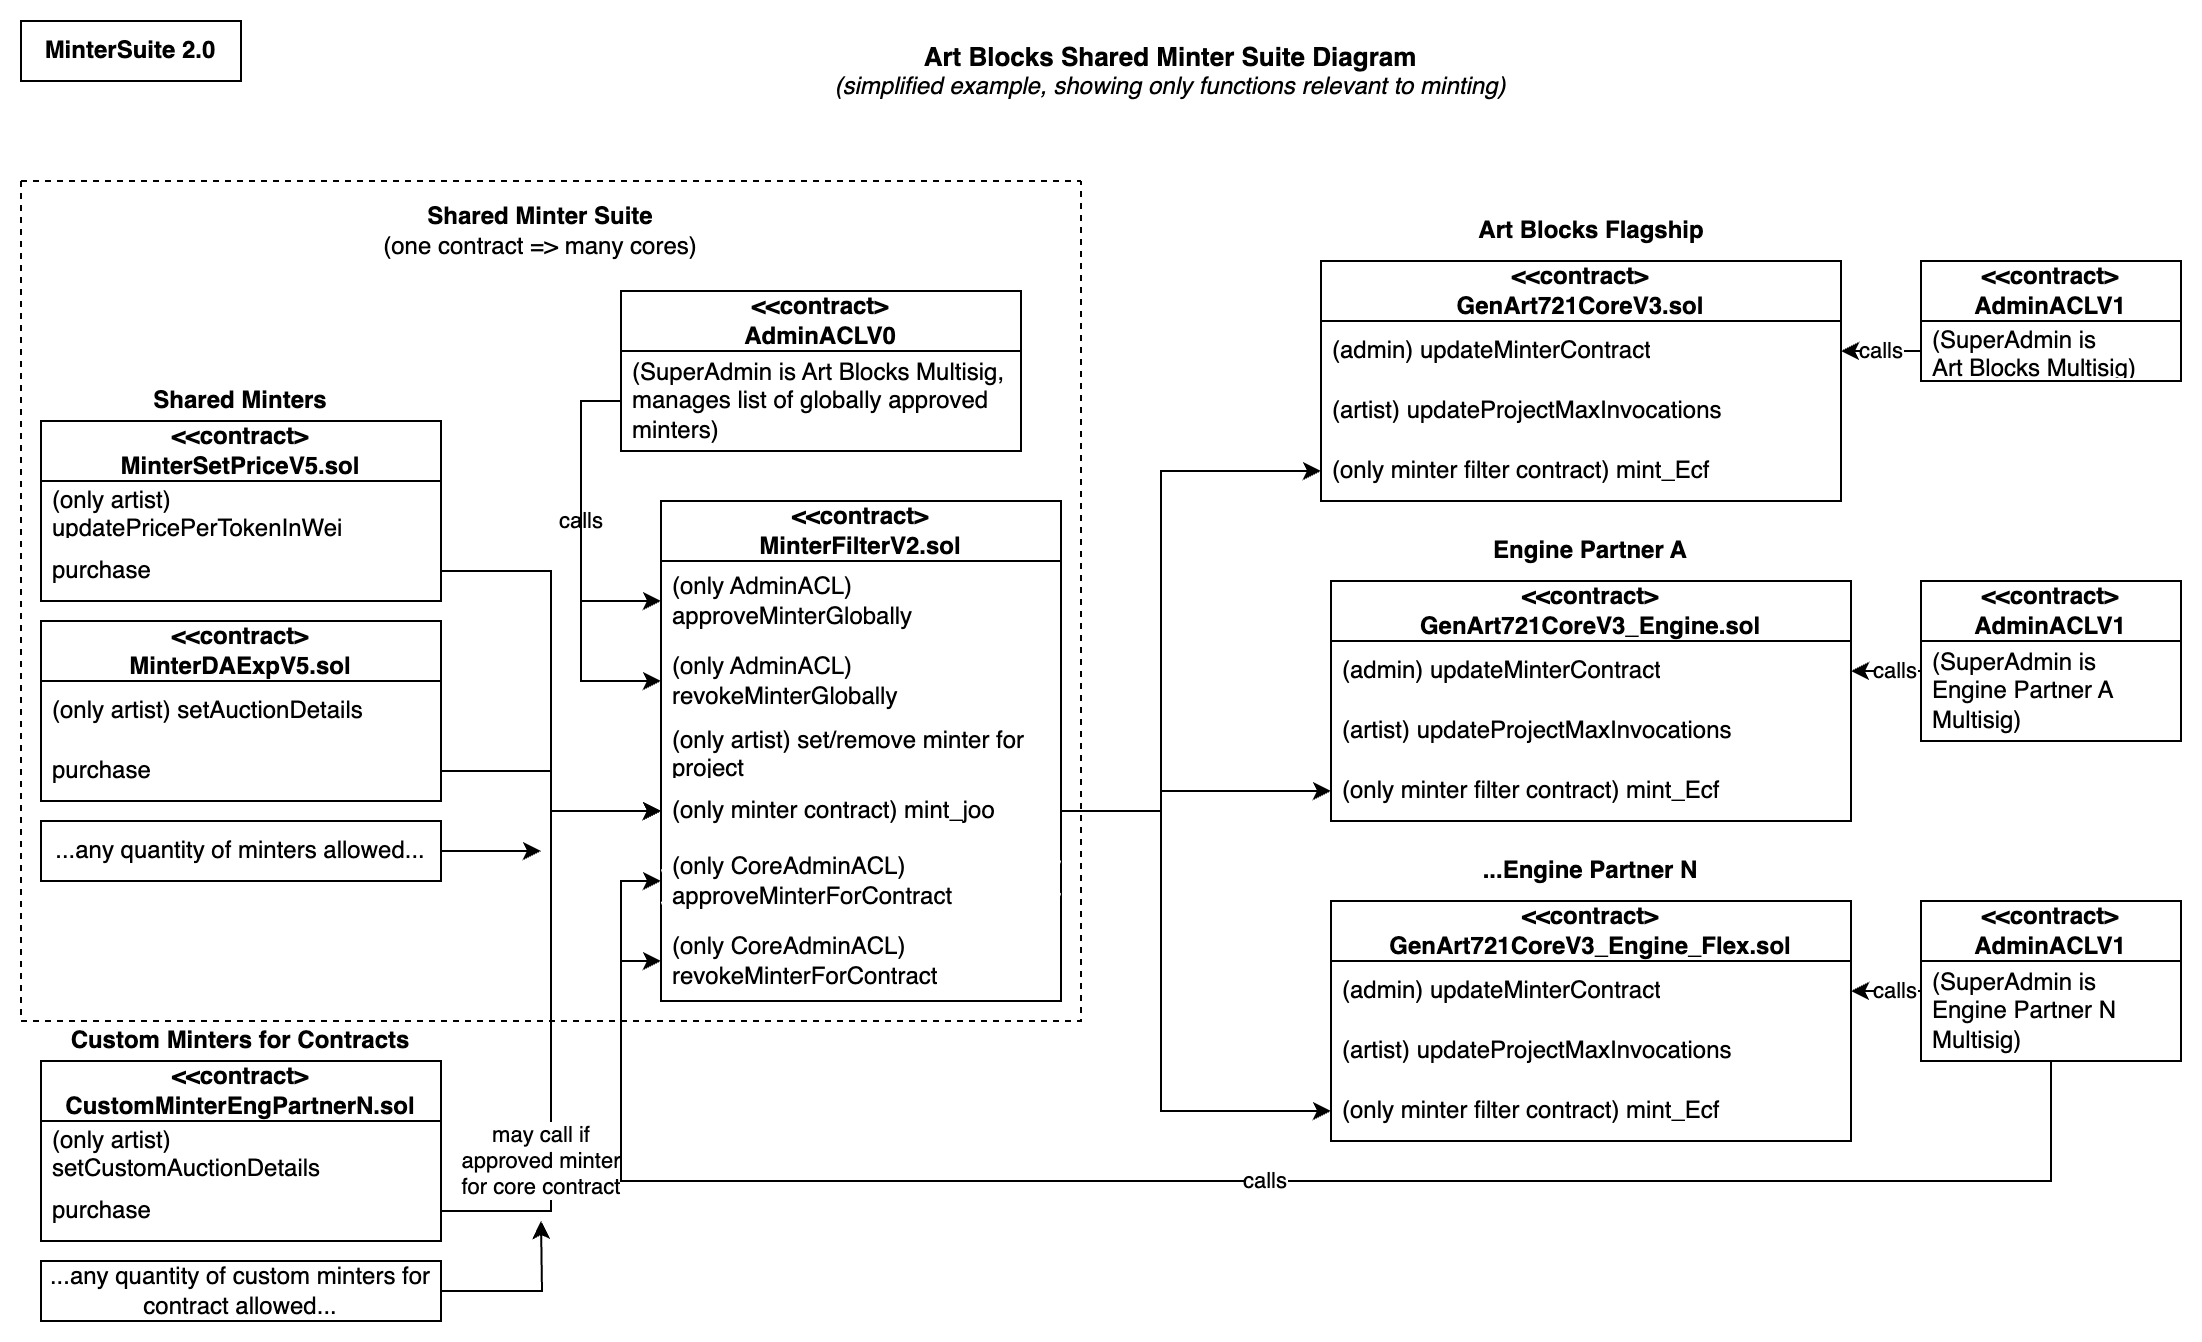 MinterSuite 2.0
Art Blocks Shared Minter Suite Diagram
(simplified example, showing only functions relevant to minting)
Shared Minter Suite
(one contract => many cores)
<<contract>
AdminACLV0
(SuperAdmin is Art Blocks Multisig,
manages list of globally approved
minters)
calls
Shared Minters
<<contract>
MinterSetPriceV5.sol
(only artist)
updatePricePerTokenInWei
purchase
<<contract>
MinterDAExpV5.sol
(only artist) setAuctionDetails
purchase
...any quantity of minters allowed...
<<contract>
MinterFilterV2.sol
(only AdminACL)
approveMinterGlobally
(only AdminACL)
revokeMinterGlobally
(only artist) set/remove minter for
project
(only minter contract) mint_joo
(only CoreAdminACL)
approveMinterForContract
(only CoreAdminACL)
revokeMinterForContract
Custom Minters for Contracts
<<contract>
CustomMinterEngPartnerN.sol
(only artist)
setCustomAuctionDetails
purchase
may call if
approved minter
for core contract
...any quantity of custom minters for
contract allowed...
Art Blocks Flagship
<<contract>
GenArt721CoreV3.sol
(admin) updateMinterContract
(artist) updateProjectMaxInvocations
(only minter filter contract) mint_Ecf
calls
<<contract>
AdminACLV1
(SuperAdmin is
Art Blocks Multisig)
Engine Partner A
<<contract>
GenArt721CoreV3_Engine.sol
(admin) updateMinterContract
(artist) updateProjectMaxInvocations
(only minter filter contract) mint_Ecf
calls
<<contract>
AdminACLV1
(SuperAdmin is
Engine Partner A
Multisig)
...Engine Partner N
<<contract>
GenArt721CoreV3_Engine_Flex.sol
(admin) updateMinterContract
(artist) updateProjectMaxInvocations
(only minter filter contract) mint_Ecf
calls
<<contract>
AdminACLV1
(SuperAdmin is
Engine Partner N
Multisig)
calls